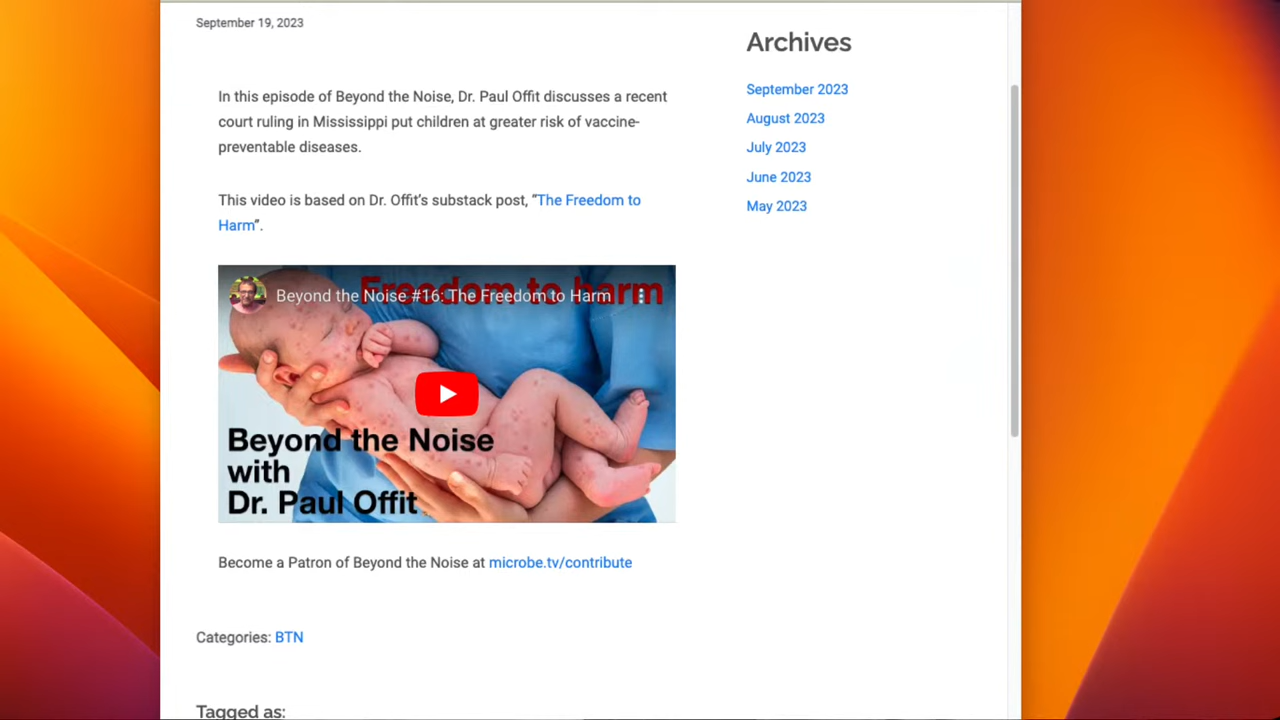 September 19, 2023
In this episode of Beyond the Noise, Dr. Paul Offit discusses a recent
court ruling in Mississippi put children at greater risk of vaccine-
preventable diseases.
This video is based on Dr. Offit's substack post, “The Freedom to
Harm”.
Freedom to harm
Beyond the Noise #16: The Freedom to Harm
Beyond the Noise
with
Dr. Paul Offit
Become a Patron of Beyond the Noise at microbe.tv/contribute
Categories: BTN
Tagged as:
Archives
September 2023
August 2023
July 2023
June 2023
May 2023